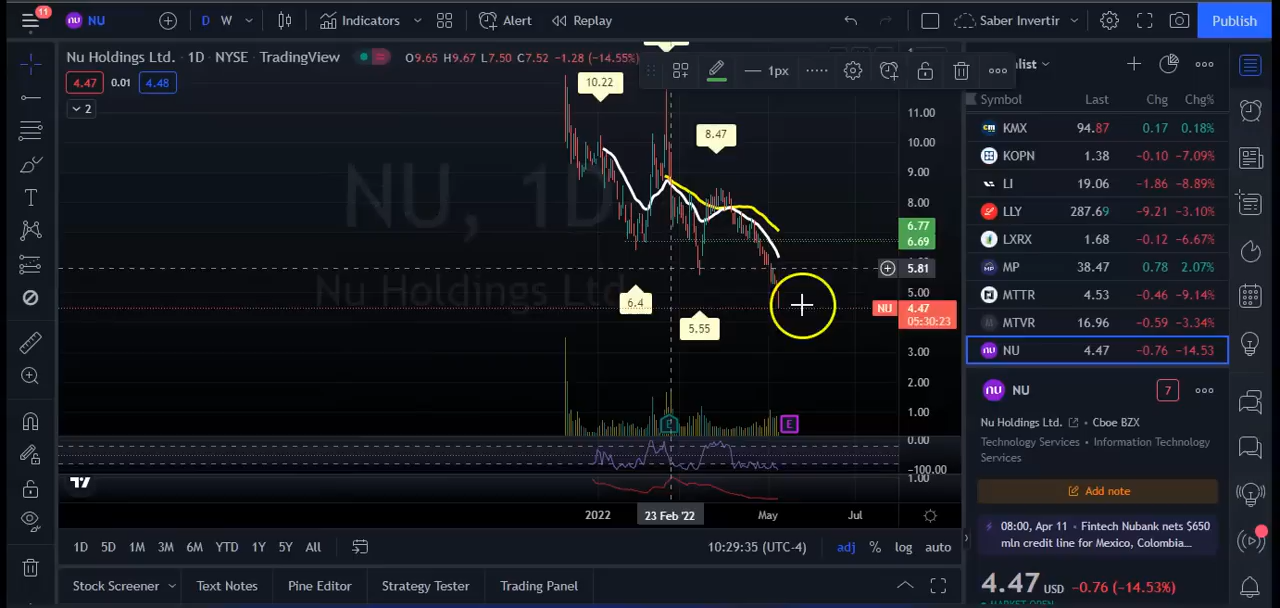 11
nu NU
D W
Indicators
Alert
Replay
Saber Invertir
Publish
Nu Holdings Ltd. · 1D · NYSE · TradingView
O9.65 H9.67 L7.50 C7.52 -1.28 (-14.55%)
4.47 0.01 4.48
2
1px
NU, 1D
Nu Holdings Ltd.
10.22
8.47
6.4
5.55
11.00
10.00
9.00
8.00
6.77
6.69
5.81
5.00
NU 4.47
05:30:23
3.00
2.00
1.00
0.00
-100.00
1.00
E
E
2022
23 Feb '22
May
Jul
1D 5D 1M 3M 6M YTD 1Y 5Y All
10:29:35 (UTC-4)
adj % log auto
Stock Screener
Text Notes
Pine Editor
Strategy Tester
Trading Panel
Symbol Last Chg Chg%
KMX 94.87 0.17 0.18%
KOPN 1.38 -0.10 -7.09%
LI 19.06 -1.86 -8.89%
LLY 287.69 -9.21 -3.10%
LXRX 1.68 -0.12 -6.67%
MP 38.47 0.78 2.07%
MTTR 4.53 -0.46 -9.14%
MTVR 16.96 -0.59 -3.34%
nu NU 4.47 -0.76 -14.53
nu NU
7
Nu Holdings Ltd. • Cboe BZX
Technology Services • Information Technology
Services
Add note
08:00, Apr 11 • Fintech Nubank nets $650
mln credit line for Mexico, Colombia...
4.47 USD -0.76 (-14.53%)
MARKET OPEN